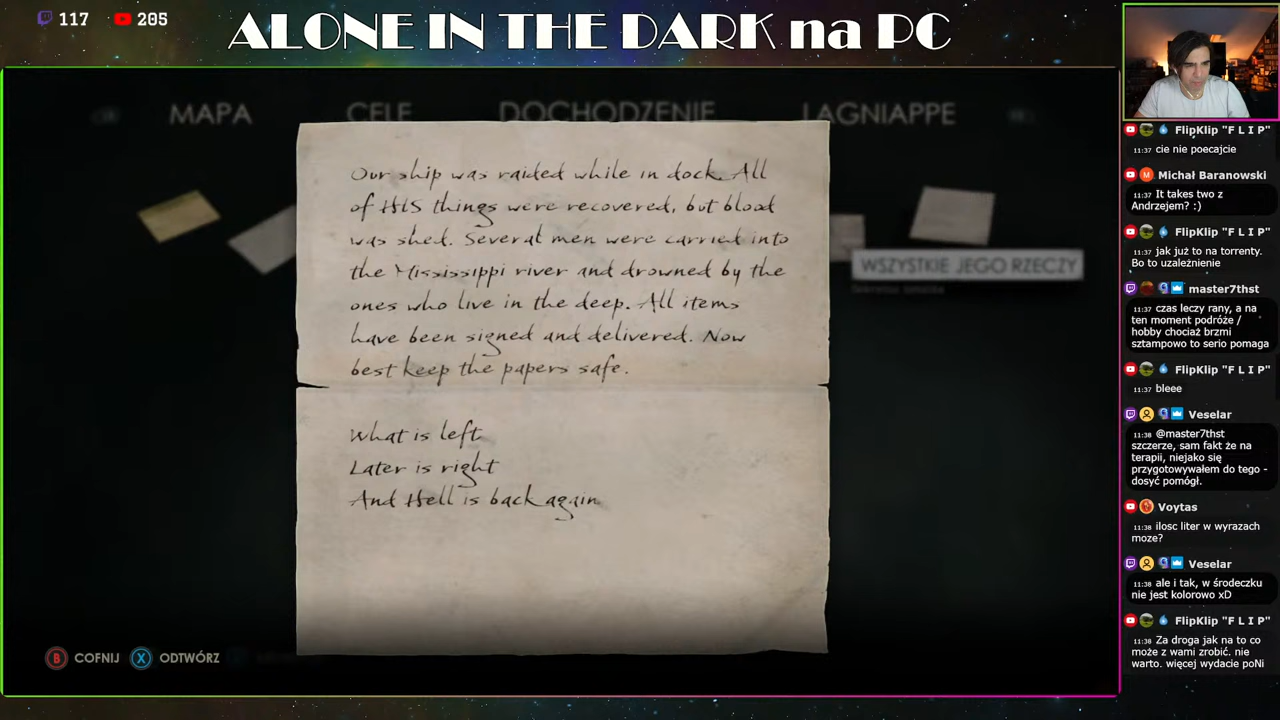 117 205
ALONE IN THE DARK na PC
MAPA CELE DOCHODZENIE LAGNIAPPE
Our ship was raided while in dock. All
of HIS things were recovered, but blood
was shed. Several men were carried into
the Mississippi river and drowned by the
ones who live in the deep. All items
have been signed and delivered. Now
best keep the papers safe.
What is left
Later is right
And Hell is back again
WSZYSTKIE JEGO RZECZY
B COFNIJ X ODTWÓRZ
FlipKlip "F L I P"
11:37 cie nie poecajcie
Michał Baranowski
11:37 It takes two z
Andrzejem? :)
FlipKlip "F L I P"
11:37 jak już to na torrenty.
Bo to uzależnienie
master7thst
11:37 czas leczy rany, a na
ten moment podróże /
hobby chociaż brzmi
sztampowo to serio pomaga
FlipKlip "F L I P"
11:37 bleee
Veselar
11:38 @master7thst
szczerze, sam fakt że na
terapii, niejako się
przygotowywałem do tego -
dosyć pomógł.
Voytas
11:38 ilosc liter w wyrazach
moze?
Veselar
11:38 ale i tak, w środeczku
nie jest kolorowo xD
FlipKlip "F L I P"
11:38 Za droga jak na to co
może z wami zrobić. nie
warto. więcej wydacie poNi